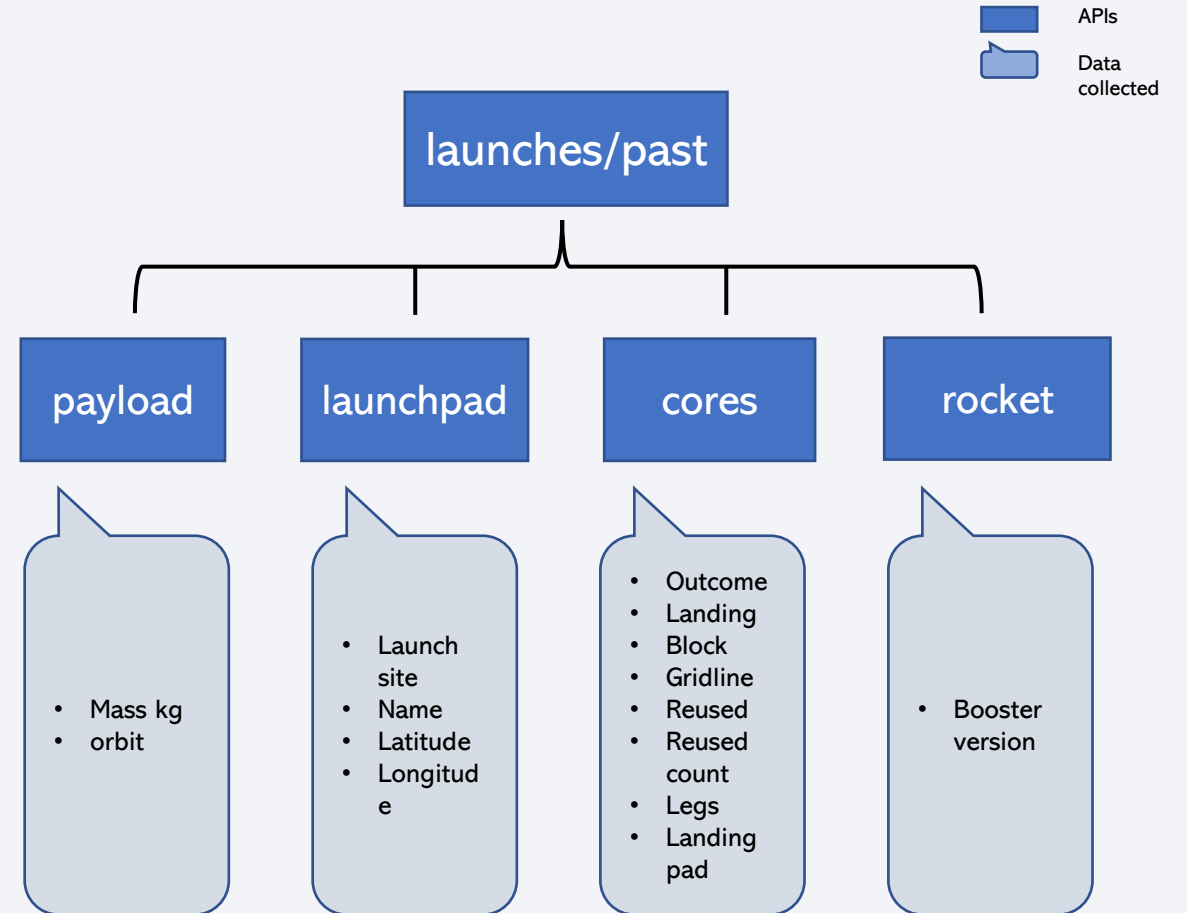 APIs
Data
collected
launches/past
payload
launchpad
cores
rocket
• Mass kg
• orbit
• Launch
site
• Name
• Latitude
• Longitud
e
• Outcome
• Landing
• Block
• Gridline
• Reused
• Reused
count
• Legs
• Landing
pad
• Booster
version